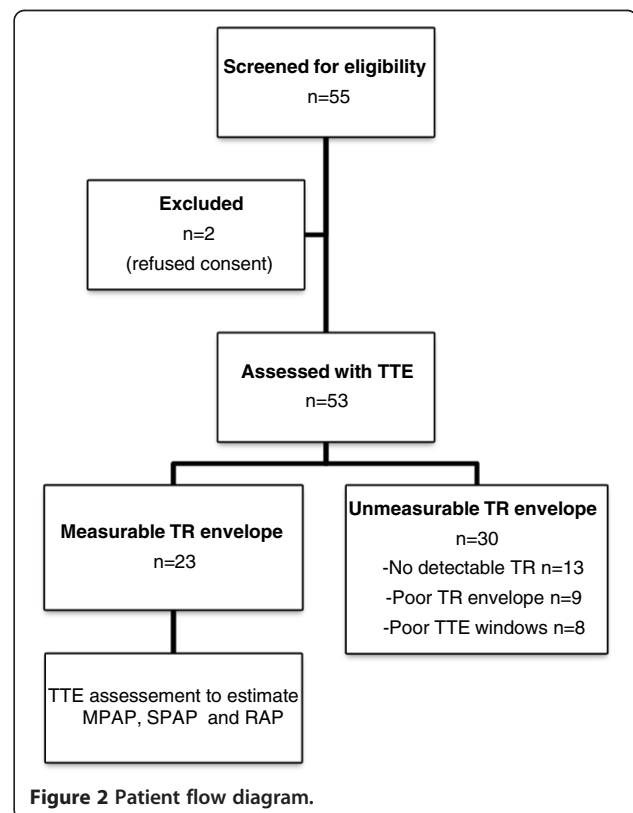 Screened for eligibility
n=55
Excluded
n=2
(refused consent)
Assessed with TTE
n=53
Measurable TR envelope
n=23
Unmeasurable TR envelope
n=30
-No detectable TR n=13
-Poor TR envelope n=9
-Poor TTE windows n=8
TTE assessement to estimate
MPAP, SPAP and RAP
Figure 2 Patient flow diagram.